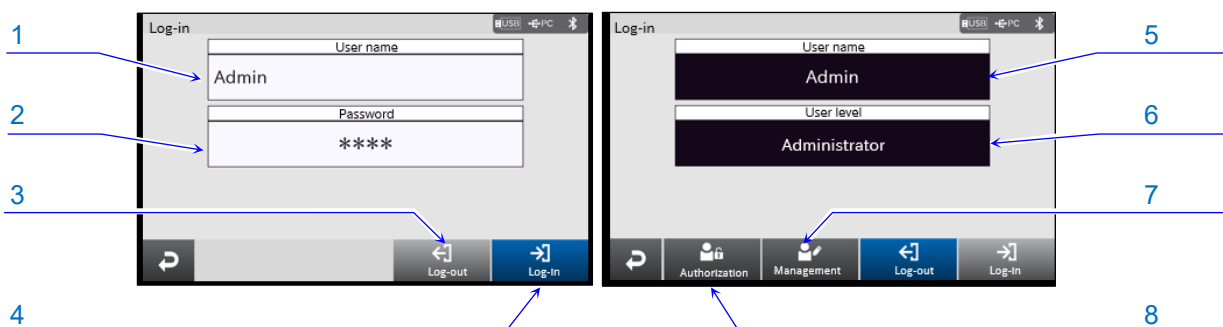 1
Log-in
USB PC
User name
Admin
2
Password
****
3
Log-out
Log-in
4
Log-in
USB PC
User name
Admin
5
User level
Administrator
6
7
Authorization
Management
Log-out
Log-in
8